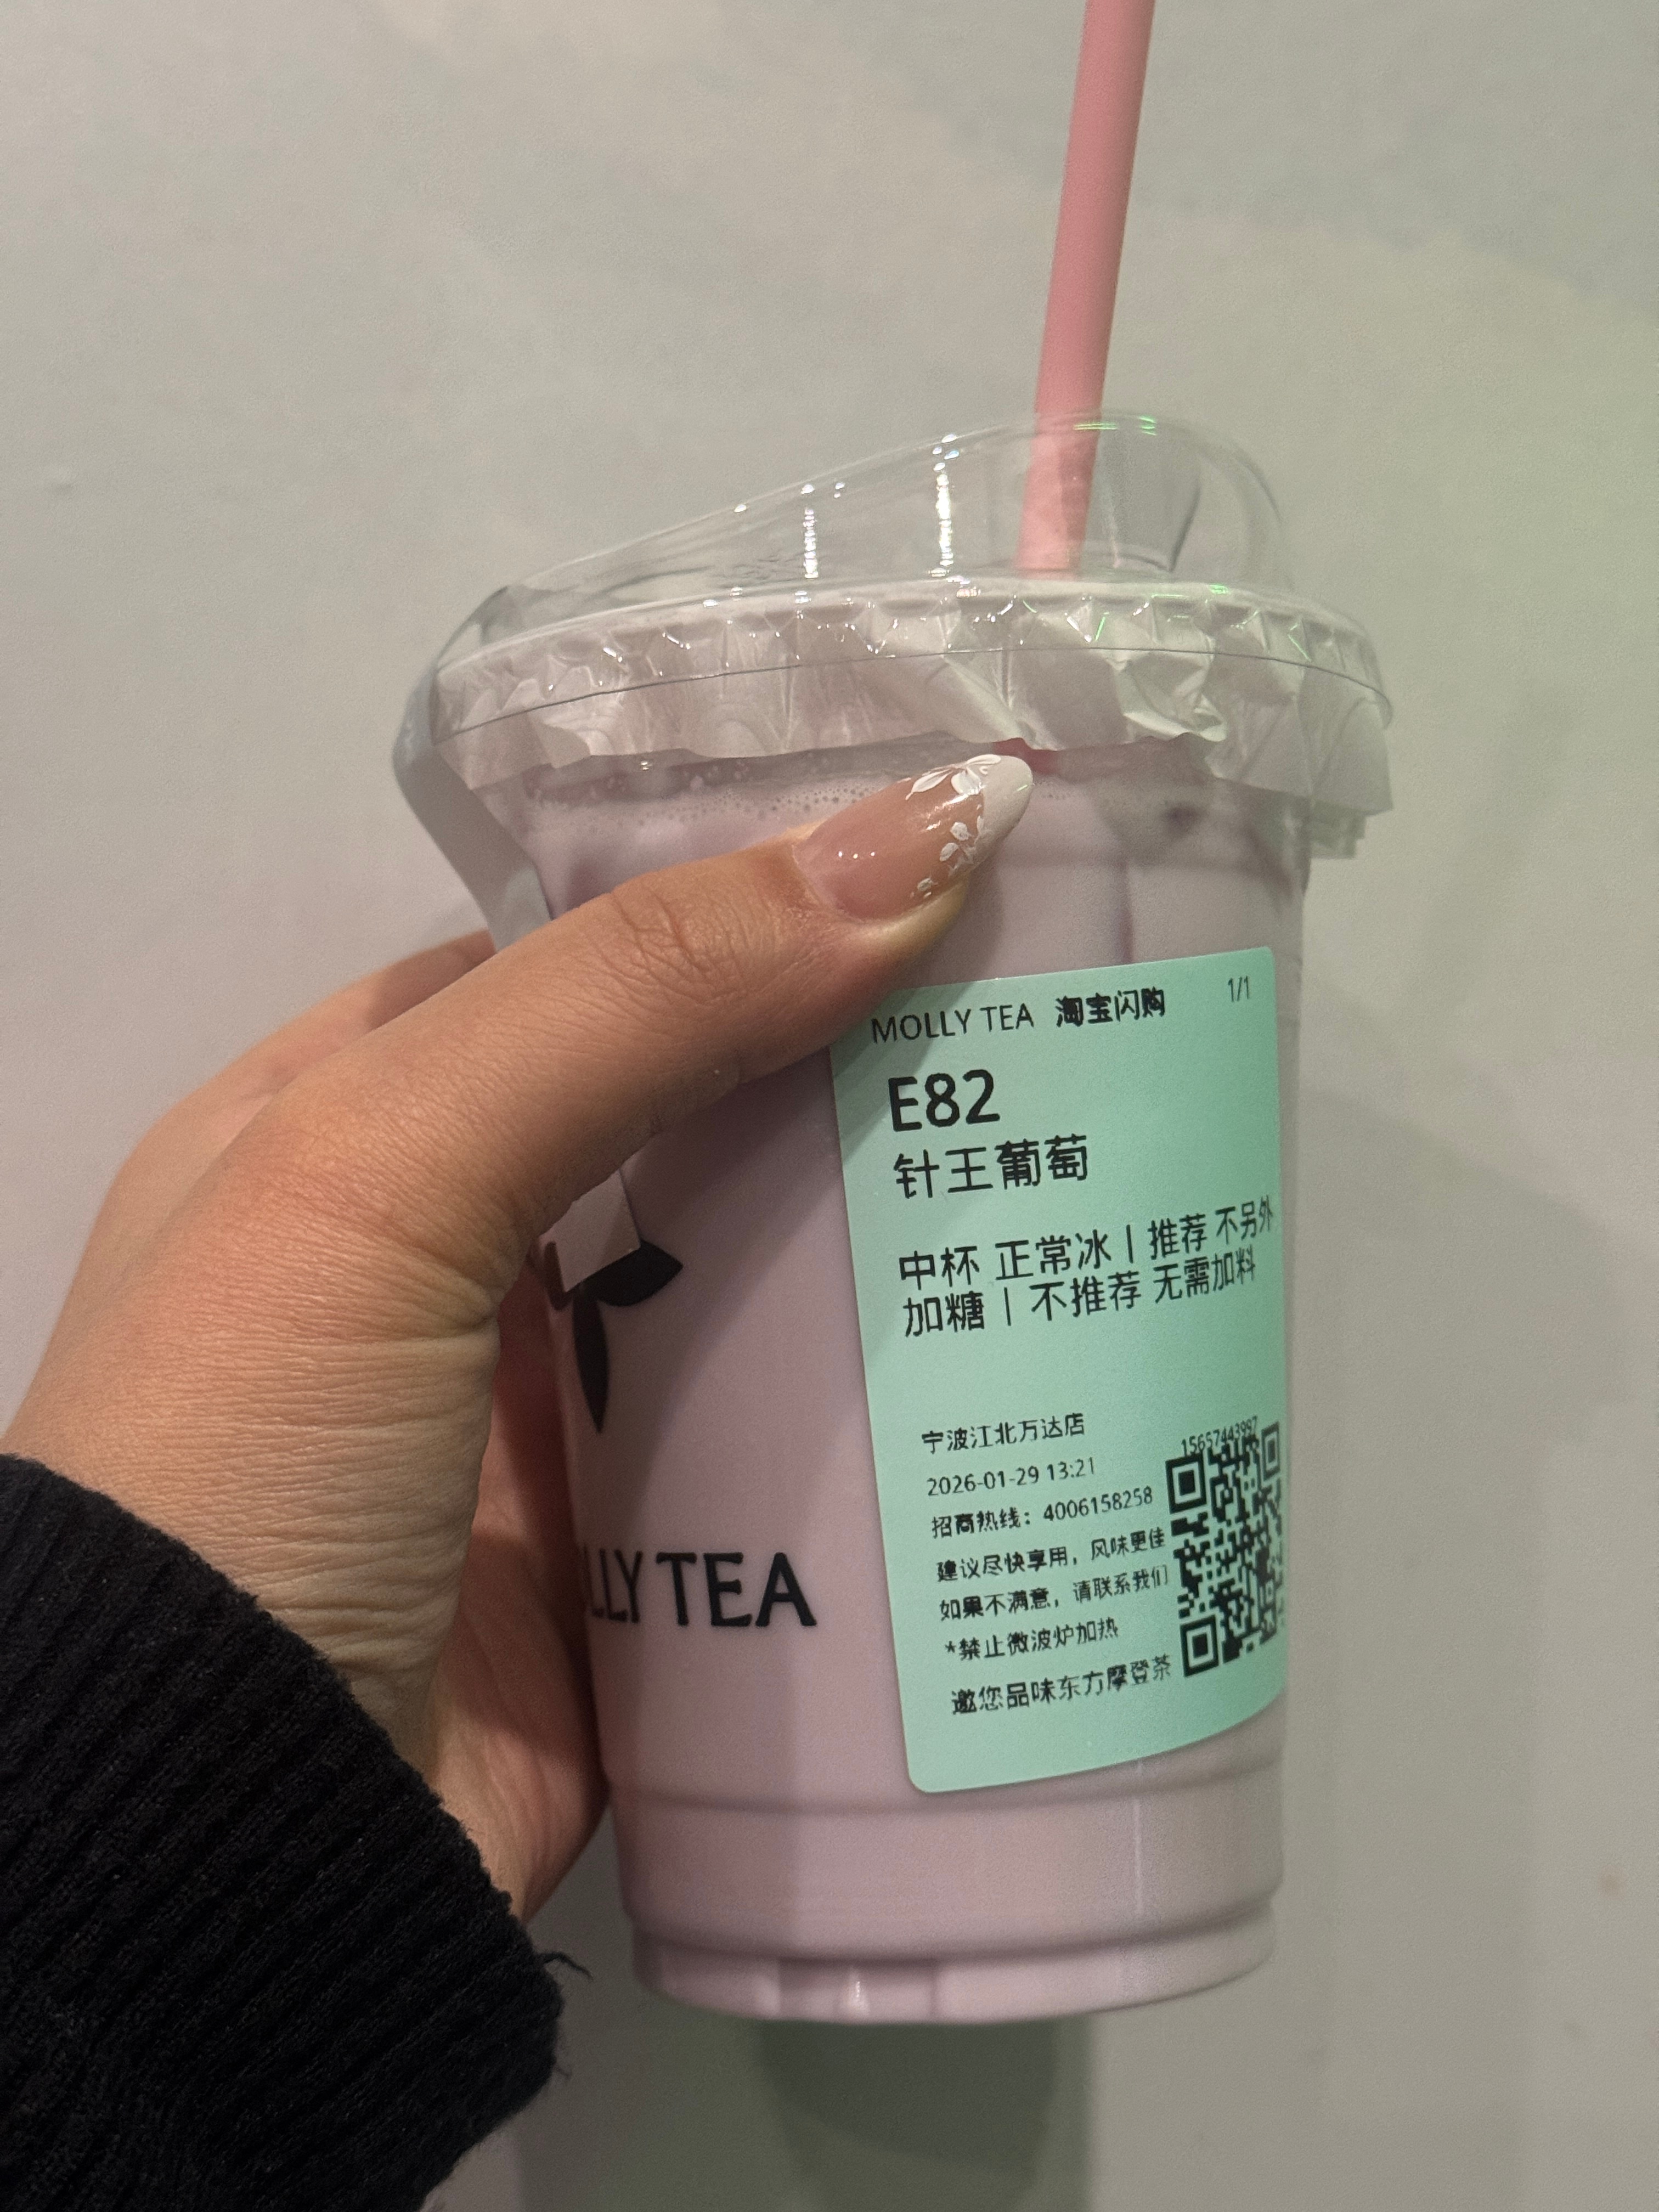 MOLLY TEA 淘宝闪购 1/1
E82
针王葡萄
中杯 正常冰 | 推荐 不另外
加糖 | 不推荐 无需加料
宁波江北万达店
15657443997
2026-01-29 13:21
招商热线：4006158258
建议尽快享用，风味更佳
如果不满意，请联系我们
*禁止微波炉加热
邀您品味东方摩登茶
LLY TEA